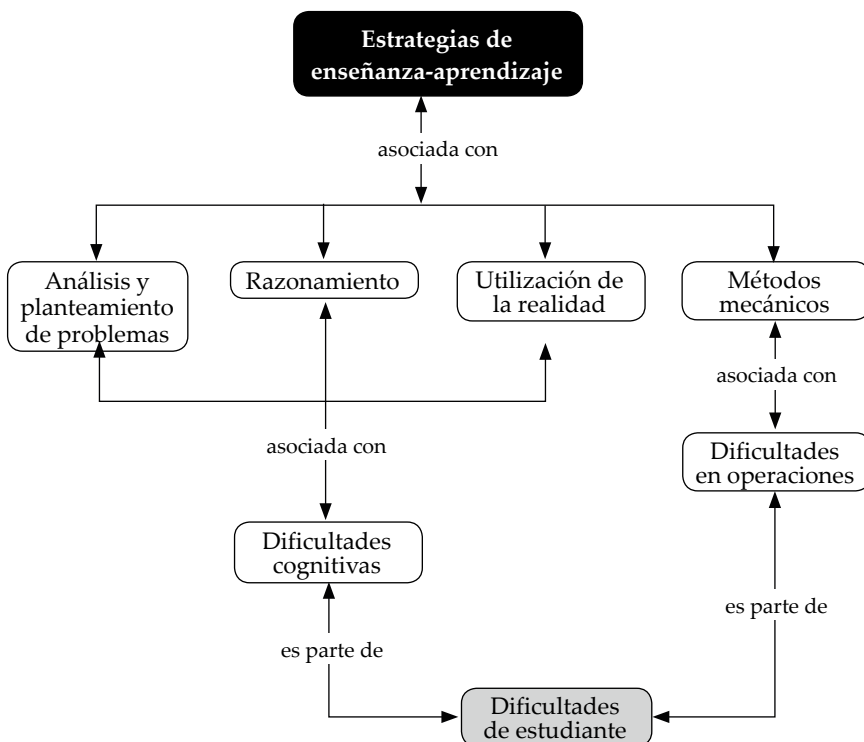 Estrategias de
enseñanza-aprendizaje
asociada con
Análisis y
planteamiento
de problemas
Razonamiento
Utilización de
la realidad
Métodos
mecánicos
asociada con
asociada con
Dificultades
en operaciones
Dificultades
cognitivas
es parte de
es parte de
Dificultades
de estudiante